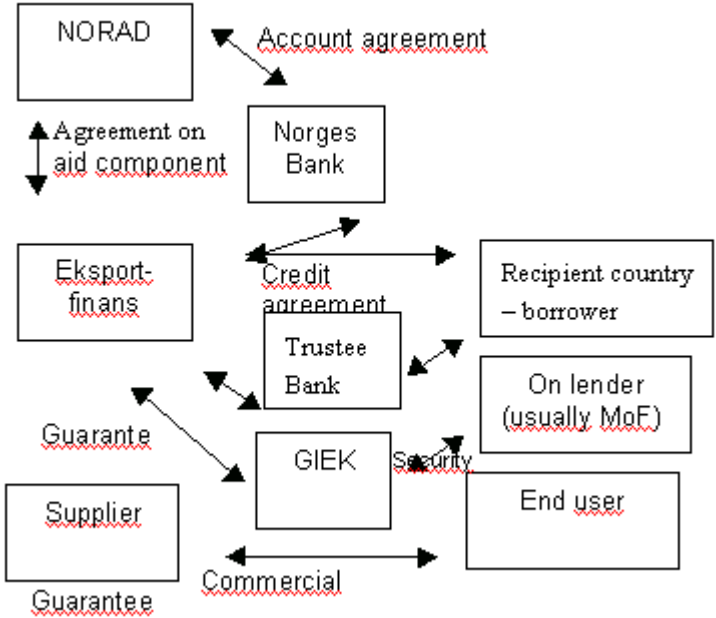 NORAD
Account agreement
Agreement on
aid component
Norges
Bank
Eksport-
finans
Credit
agreement
Recipient country
– borrower
Trustee
Bank
On lender
(usually MoF)
Guarante
GIEK
Security
Supplier
End user
Commercial
Guarantee